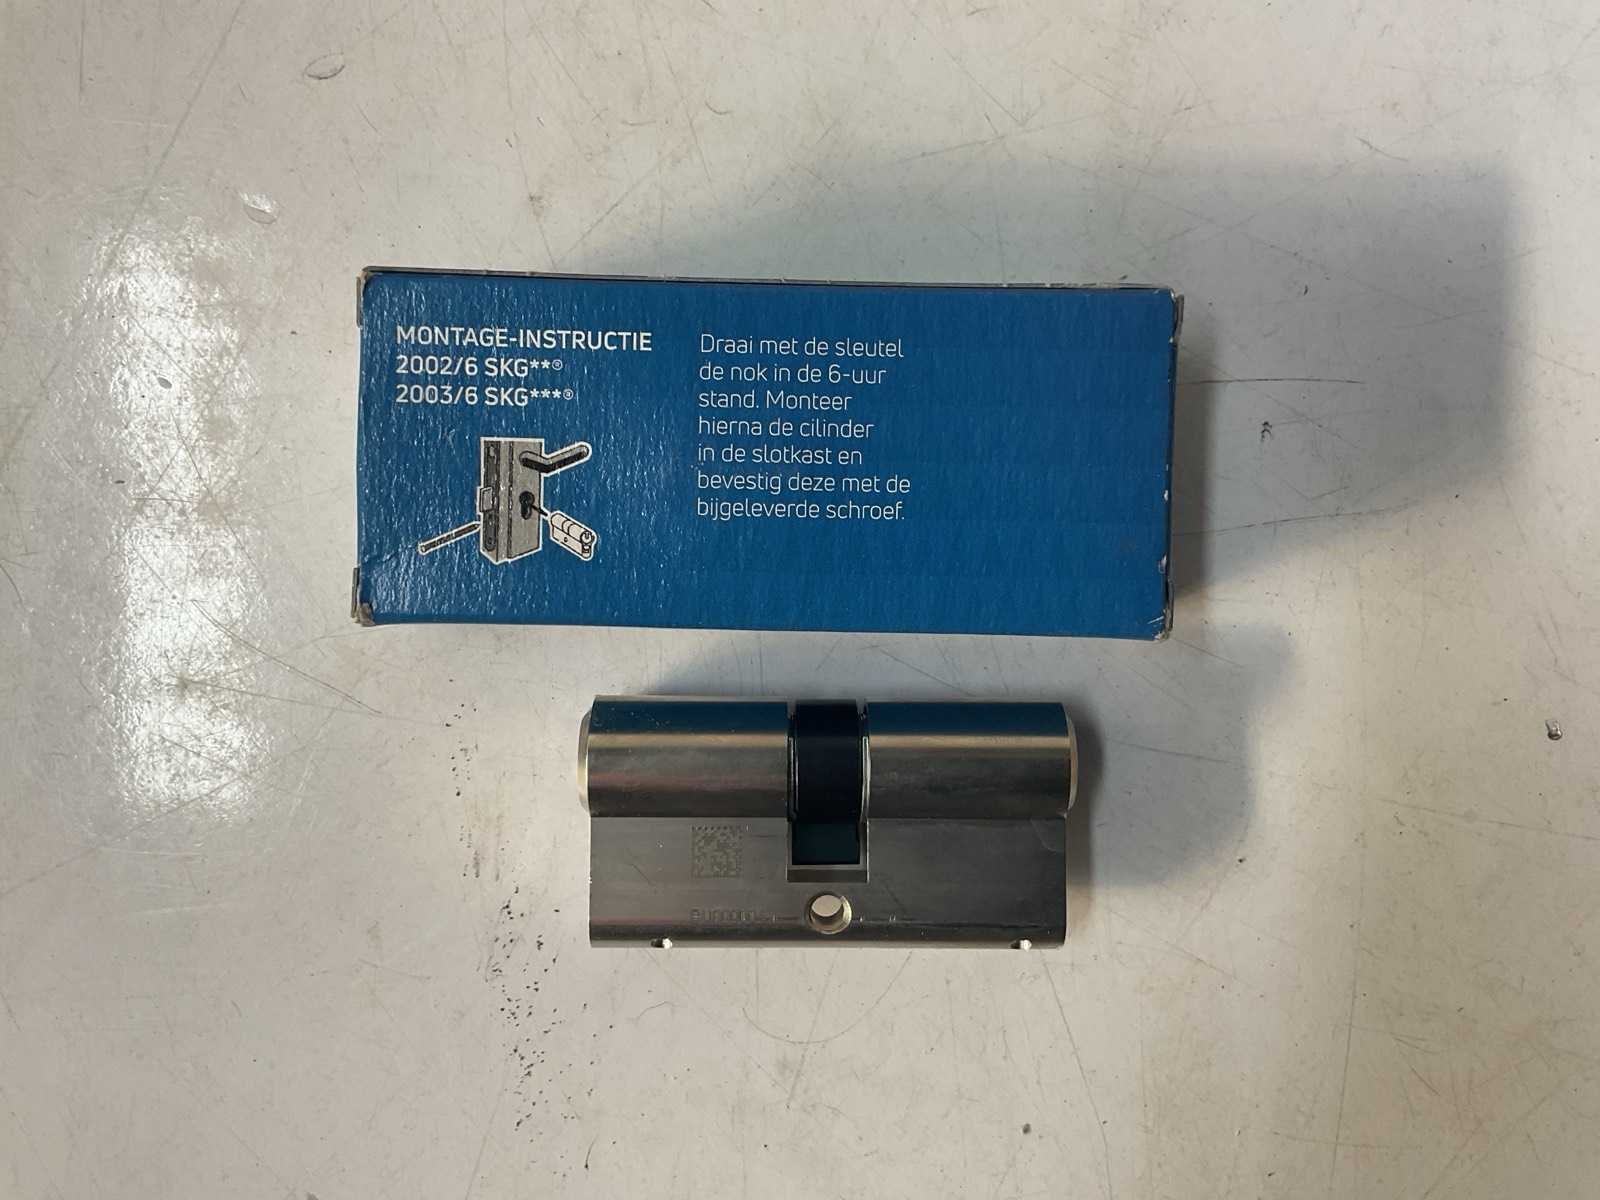 MONTAGE-INSTRUCTIE
2002/6 SKG**®
2003/6 SKG***®
Draai met de sleutel
de nok in de 6-uur
stand. Monteer
hierna de cilinder
in de slotkast en
bevestig deze met de
bijgeleverde schroef.